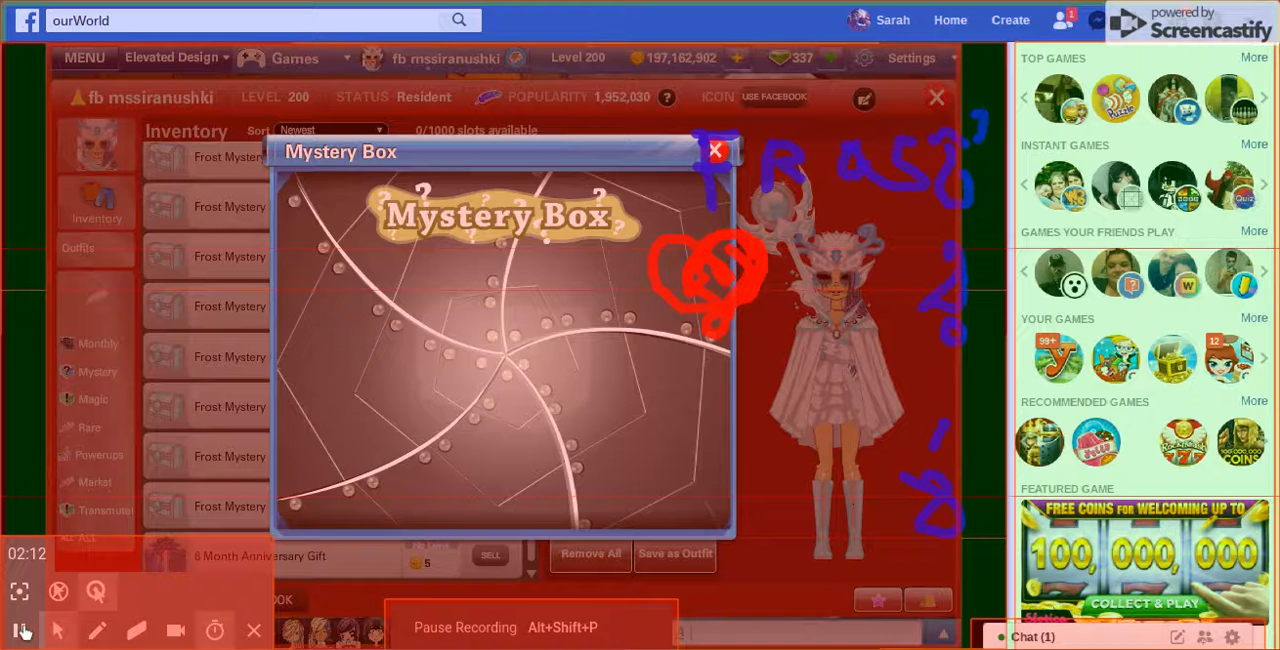 ourWorld
Sarah
Home
Create
1
powered by
Screencastify
MENU
Elevated Design
Games
fb mssiranushki
Level 200
197,162,902
337
Settings
fb mssiranushki
LEVEL 200
STATUS Resident
POPULARITY 1,952,030
ICON
USE FACEBOOK
Inventory
Sort
Newest
0/1000 slots available
Inventory
Outfits
Monthly
Mystery
Magic
Rare
Powerups
Market
Transmute
ALL
Frost Mystery
Frost Mystery
Frost Mystery
Frost Mystery
Frost Mystery
Frost Mystery
Frost Mystery
Frost Mystery
8 Month Anniversary Gift
SELL
5
Mystery Box
Mystery Box
Remove All
Save as Outfit
TOP GAMES
More
INSTANT GAMES
More
GAMES YOUR FRIENDS PLAY
More
YOUR GAMES
More
99+
12
RECOMMENDED GAMES
More
FEATURED GAME
FREE COINS FOR WELCOMING UP TO
100,000,000
COLLECT & PLAY
02:12
Pause Recording Alt+Shift+P
Chat (1)